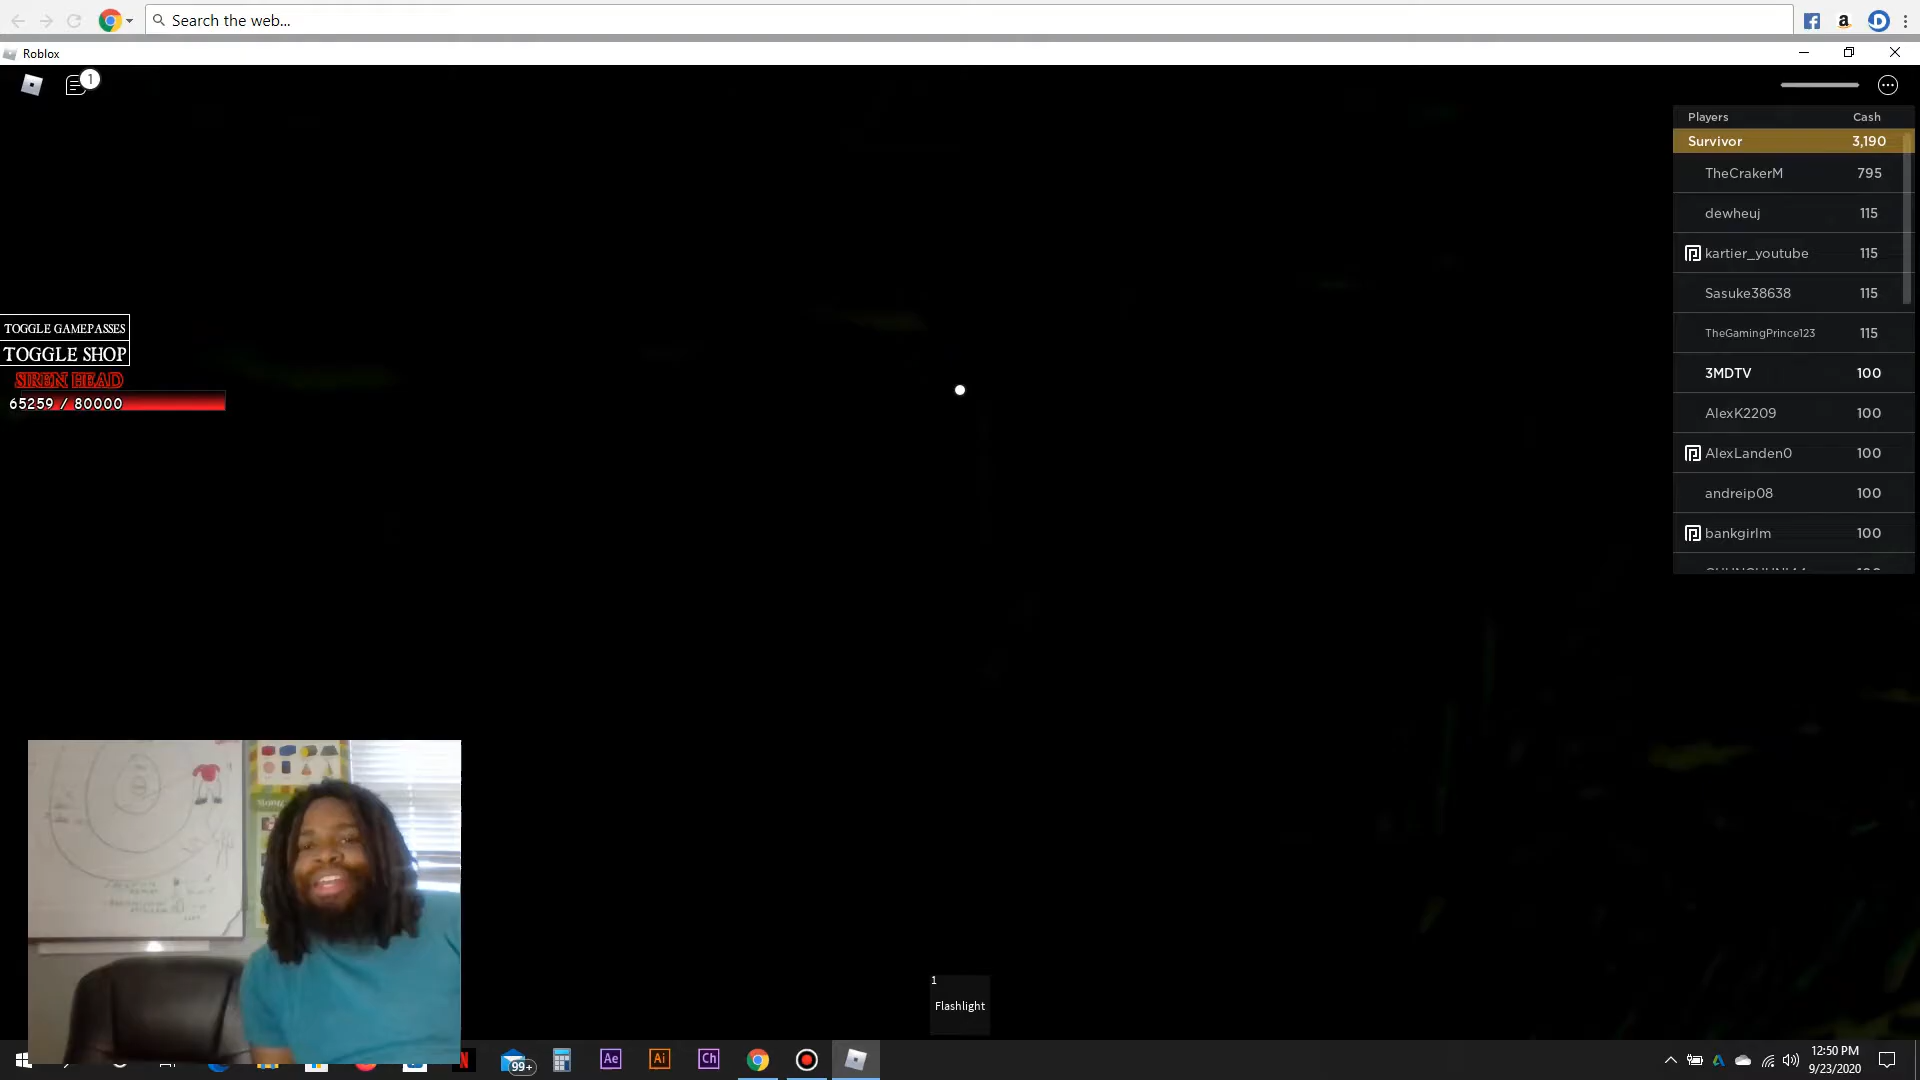 Search the web...
Roblox
1
Players Cash
Survivor 3,190
TheCrakerM 795
dewheuj 115
kartier_youtube 115
Sasuke38638 115
TheGamingPrince123 115
3MDTV 100
AlexK2209 100
AlexLanden0 100
andreip08 100
bankgirlm 100
TOGGLE GAMEPASSES
TOGGLE SHOP
SIREN HEAD
65259 / 80000
1
Flashlight
99+
Ae
Ai
Ch
12:50 PM
9/23/2020